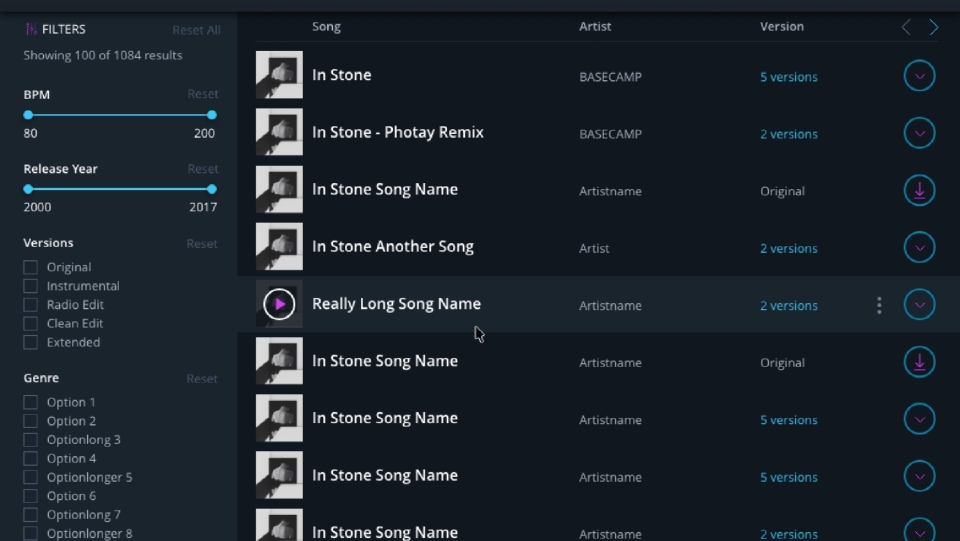 FILTERS Reset All
Showing 100 of 1084 results
BPM Reset
80 200
Release Year Reset
2000 2017
Versions Reset
Original
Instrumental
Radio Edit
Clean Edit
Extended
Genre Reset
Option 1
Option 2
Optionlong 3
Option 4
Optionlonger 5
Option 6
Optionlong 7
Optionlonger 8
Song Artist Version
In Stone BASECAMP 5 versions
In Stone - Photay Remix BASECAMP 2 versions
In Stone Song Name Artistname Original
In Stone Another Song Artist 2 versions
Really Long Song Name Artistname 2 versions
In Stone Song Name Artistname Original
In Stone Song Name Artistname 5 versions
In Stone Song Name Artistname 5 versions
In Stone Song Name Artistname 2 versions